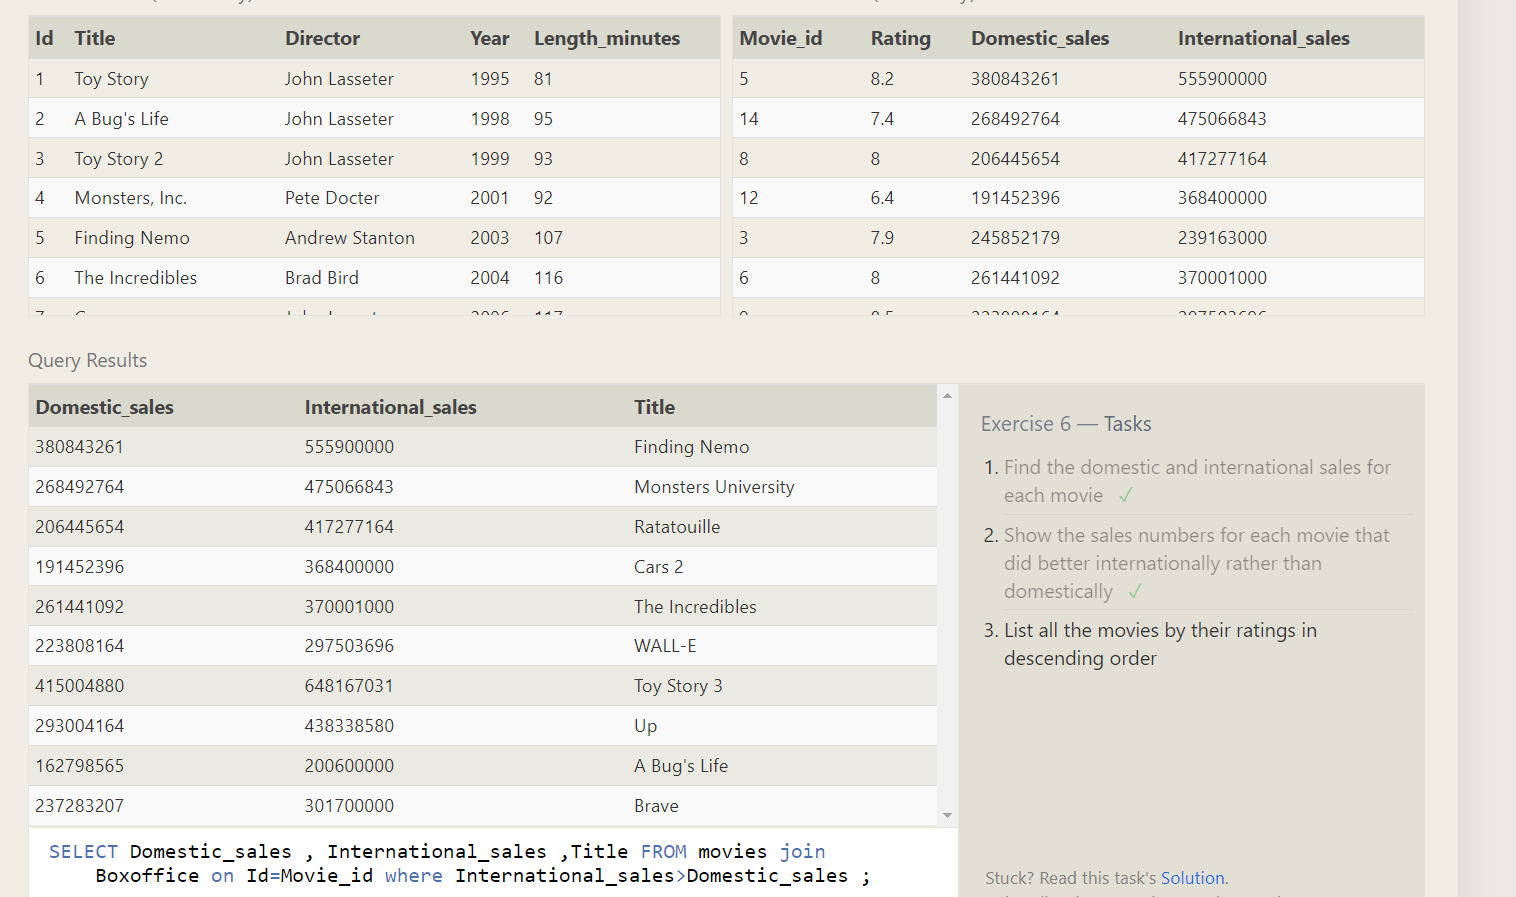 Id Title Director Year Length_minutes
1 Toy Story John Lasseter 1995 81
2 A Bug's Life John Lasseter 1998 95
3 Toy Story 2 John Lasseter 1999 93
4 Monsters, Inc. Pete Docter 2001 92
5 Finding Nemo Andrew Stanton 2003 107
6 The Incredibles Brad Bird 2004 116
Movie_id Rating Domestic_sales International_sales
5 8.2 380843261 555900000
14 7.4 268492764 475066843
8 8 206445654 417277164
12 6.4 191452396 368400000
3 7.9 245852179 239163000
6 8 261441092 370001000
Query Results
Domestic_sales International_sales Title
380843261 555900000 Finding Nemo
268492764 475066843 Monsters University
206445654 417277164 Ratatouille
191452396 368400000 Cars 2
261441092 370001000 The Incredibles
223808164 297503696 WALL-E
415004880 648167031 Toy Story 3
293004164 438338580 Up
162798565 200600000 A Bug's Life
237283207 301700000 Brave
SELECT Domestic_sales , International_sales ,Title FROM movies join
Boxoffice on Id=Movie_id where International_sales>Domestic_sales ;
Exercise 6 — Tasks
1. Find the domestic and international sales for
each movie ✓
2. Show the sales numbers for each movie that
did better internationally rather than
domestically ✓
3. List all the movies by their ratings in
descending order
Stuck? Read this task's Solution.